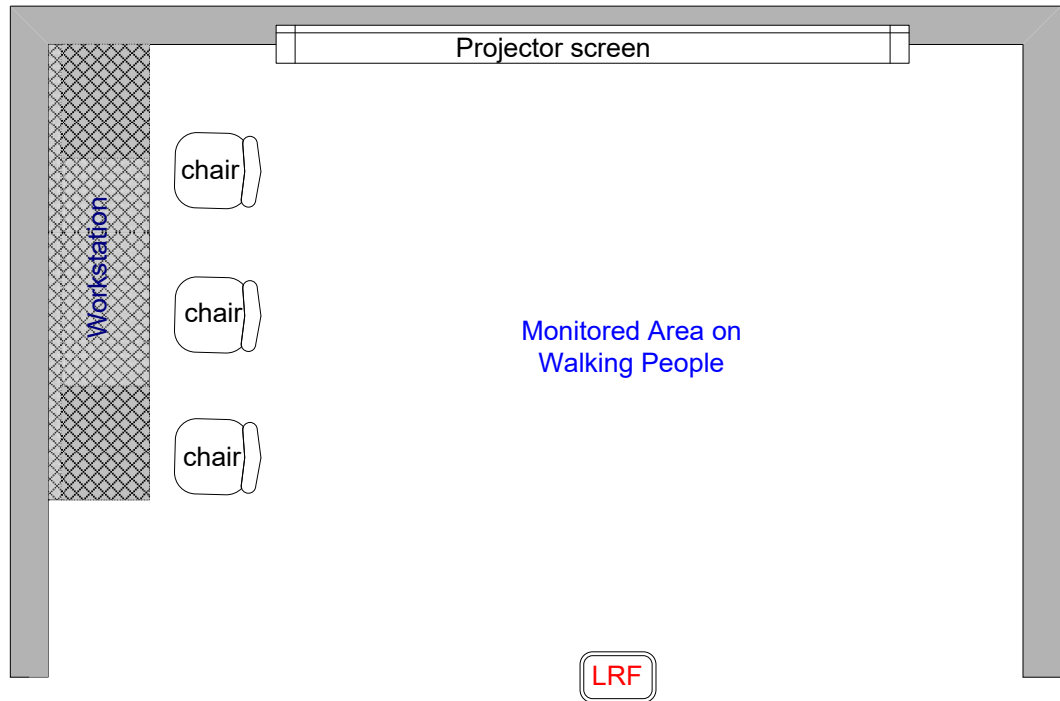 Projector screen
chair
Workstation
chair
Monitored Area on
Walking People
chair
LRF